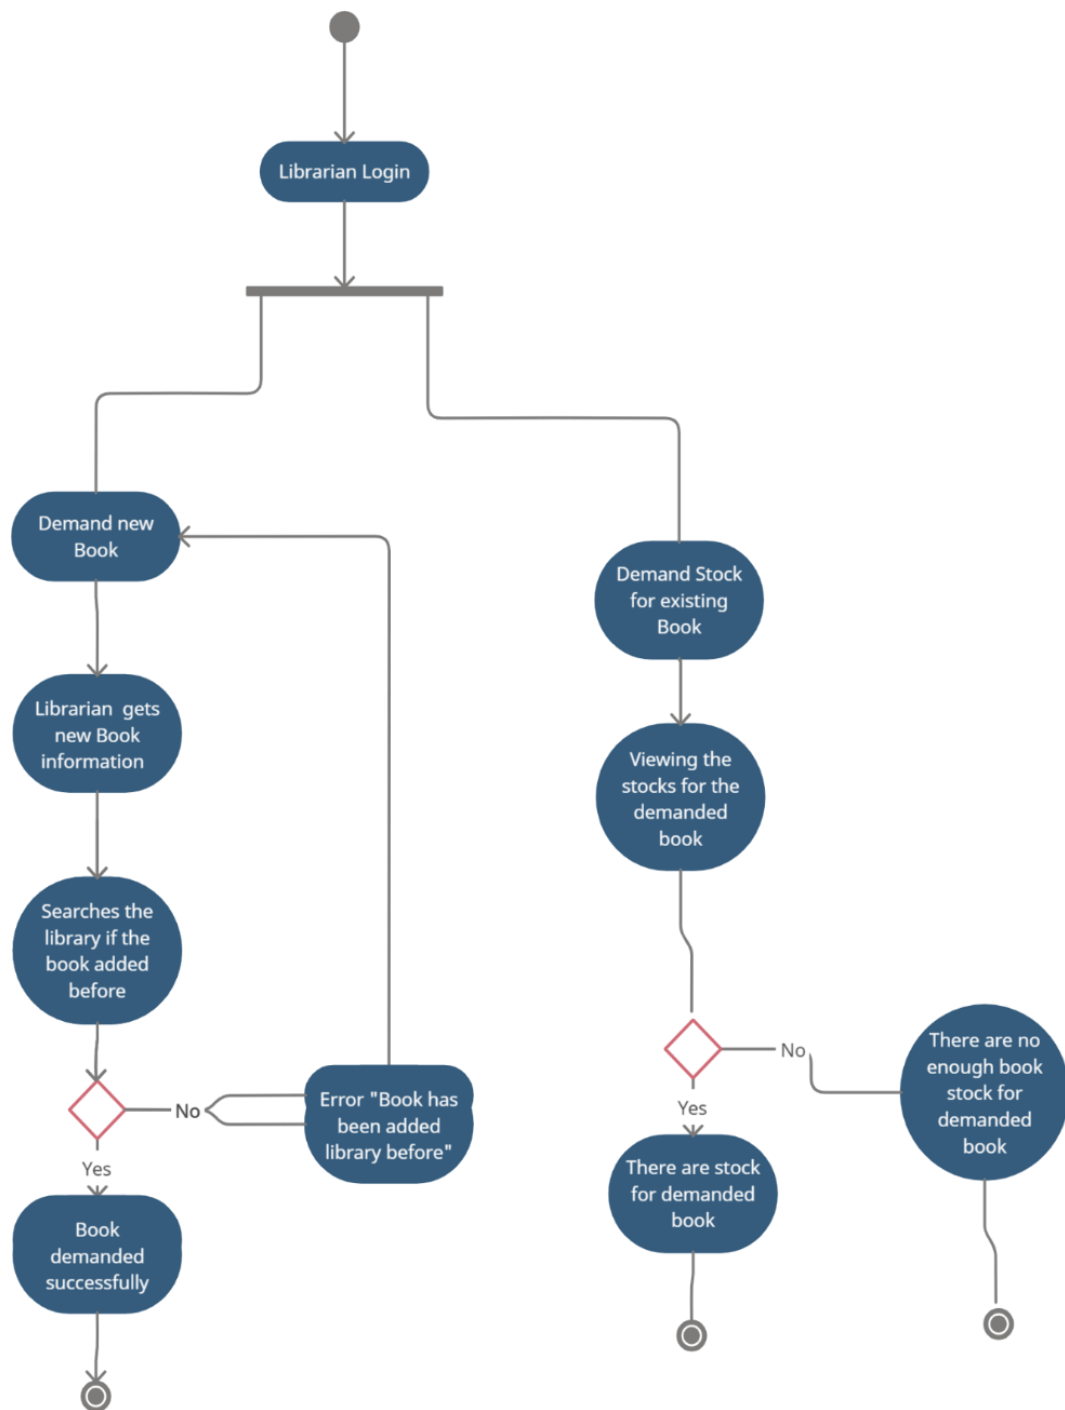 Librarian Login
Demand new
Book
Demand Stock
for existing
Book
Librarian gets
new Book
information
Viewing the
stocks for the
demanded
book
Searches the
library if the
book added
before
There are no
enough book
stock for
demanded
book
No
No
Error "Book has
been added
library before"
Yes
Yes
There are stock
for demanded
book
Book
demanded
successfully